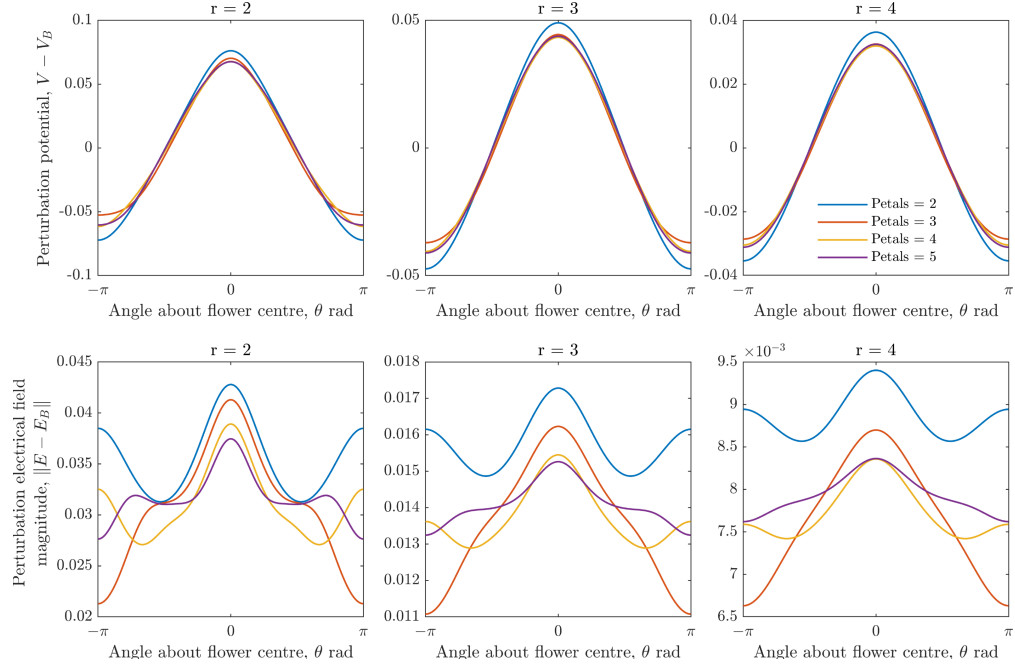 r = 2
r = 3
r = 4
Perturbation potential, V − V_B
0.1
0.05
0
-0.05
-0.1
0.05
0
-0.05
0.04
0.02
0
-0.02
-0.04
Petals = 2
Petals = 3
Petals = 4
Petals = 5
−π 0 π
−π 0 π
−π 0 π
Angle about flower centre, θ rad
Angle about flower centre, θ rad
Angle about flower centre, θ rad
r = 2
r = 3
r = 4
Perturbation electrical field
magnitude, ||E − E_B||
0.045
0.04
0.035
0.03
0.025
0.02
0.018
0.017
0.016
0.015
0.014
0.013
0.0113
0.011
×10⁻³
9.5
9
8.5
8
7.5
7
6.5
−π 0 π
−π 0 π
−π 0 π
Angle about flower centre, θ rad
Angle about flower centre, θ rad
Angle about flower centre, θ rad